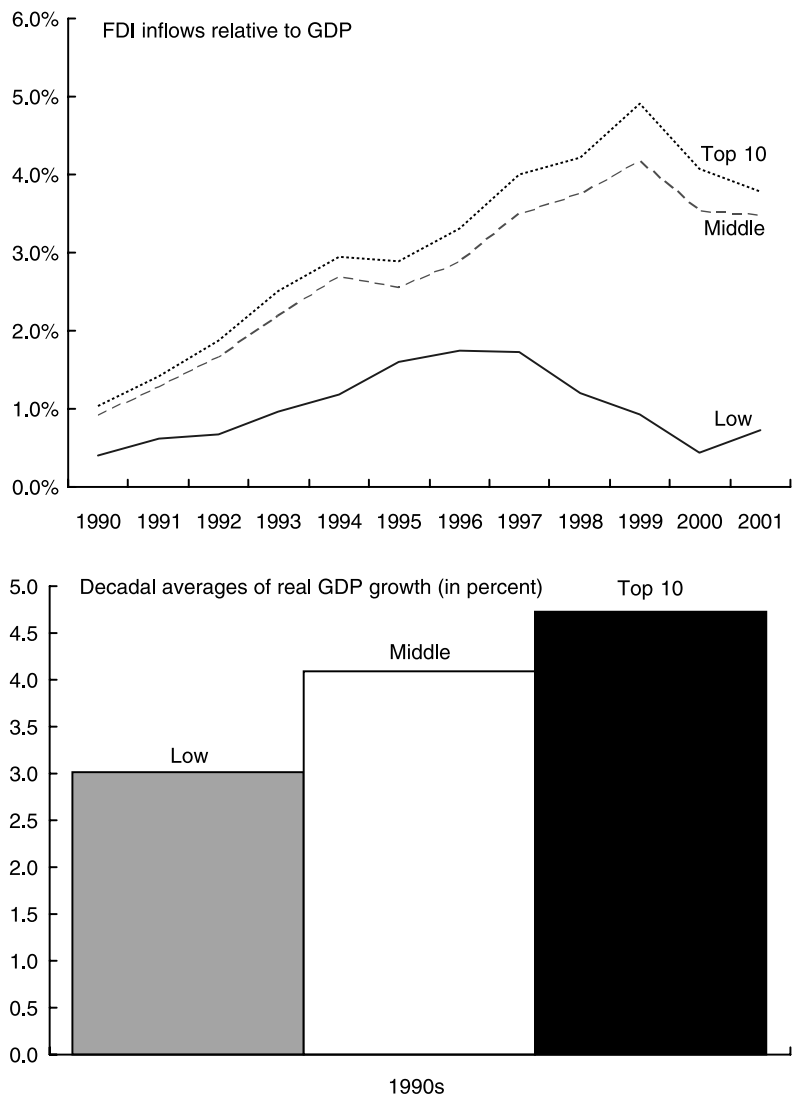 6.0%
FDI inflows relative to GDP
5.0%
Top 10
4.0%
Middle
3.0%
2.0%
1.0%
Low
0.0%
1990 1991 1992 1993 1994 1995 1996 1997 1998 1999 2000 2001
5.0 Decadal averages of real GDP growth (in percent) Top 10
4.5
Middle
4.0
3.5
Low
3.0
2.5
2.0
1.5
1.0
0.5
0.0
1990s